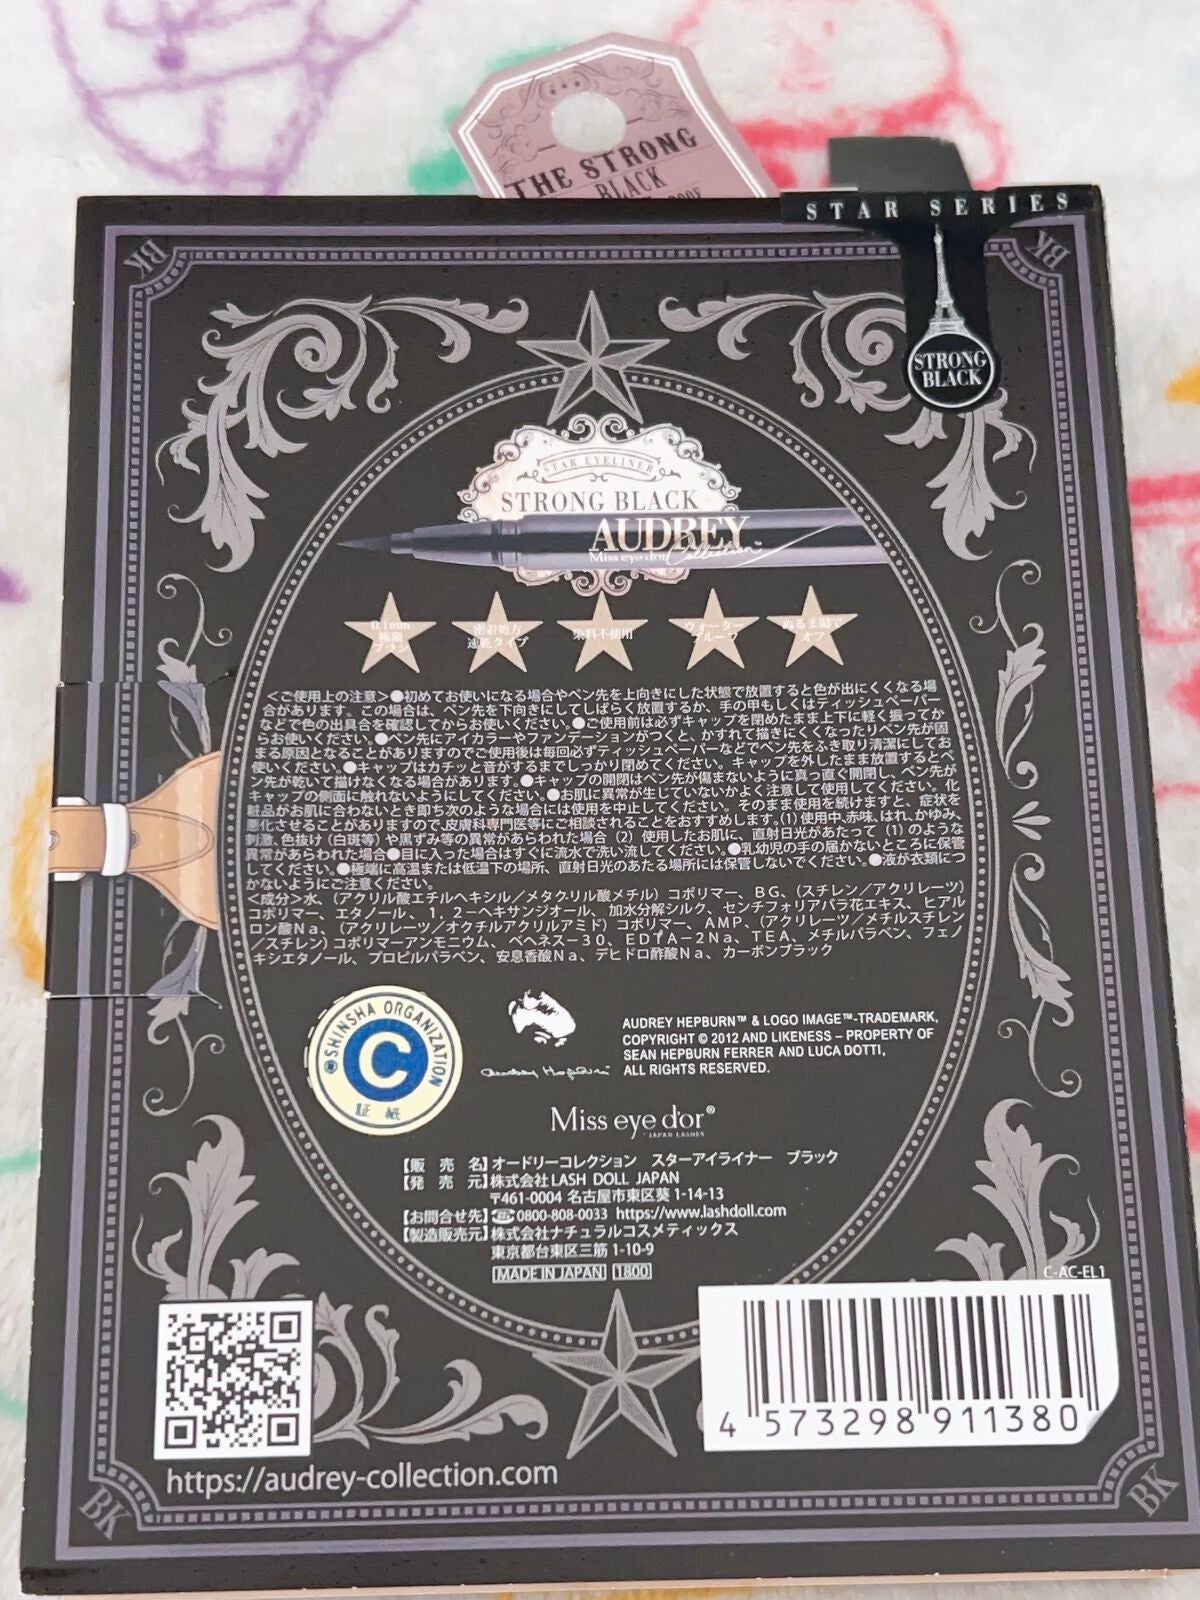 THE STRONG
BLACK
STAR SERIES
BK
BK
STRONG
BLACK
STAR EYELINER
STRONG BLACK
AUDREY
Miss eye d'or Collection™
0.1mm
極細
ブラシ
密着処方
速乾タイプ
染料不使用
ウォーター
プルーフ
ぬるま湯で
オフ
<ご使用上の注意>●初めてお使いになる場合やペン先を上向きにした状態で放置すると色が出にくくなる場
合があります。この場合は、ペン先を下向きにしてしばらく放置するか、手の甲もしくはティッシュペーパー
などで色の出具合を確認してからお使いください。●ご使用前は必ずキャップを閉めたまま上下に軽く振ってか
らお使いください。●ペン先にアイカラーやファンデーションがつくと、かすれて描きにくくなったりペン先が固
まる原因となることがありますのでご使用後は毎回必ずティッシュペーパーなどでペン先をふき取り清潔にしてお
使いください。●キャップはカチッと音がするまでしっかり閉めてください。キャップを外したまま放置するとペ
ン先が乾いて描けなくなる場合があります。●キャップの開閉はペン先が傷まないように真っ直ぐ開閉し、ペン先が
キャップの側面に触れないようにしてください。●お肌に異常が生じていないかよく注意して使用してください。化
粧品がお肌に合わないとき即ち次のような場合には使用を中止してください。そのまま使用を続けますと、症状を
悪化させることがありますので、皮膚科専門医等にご相談されることをおすすめします。(1)使用中、赤味、はれ、かゆみ、
刺激、色抜け(白斑等)や黒ずみ等の異常があらわれた場合 (2) 使用したお肌に、直射日光があたって (1) のような
異常があらわれた場合●目に入った場合はすぐに流水で洗い流してください。●乳幼児の手の届かないところに保管
してください。●極端に高温または低温下の場所、直射日光のあたる場所には保管しないでください。●液が衣類につ
かないようにご注意ください。
<成分>水、(アクリル酸エチルヘキシル/メタクリル酸メチル)コポリマー、BG、(スチレン/アクリレーツ)
コポリマー、エタノール、1,2-ヘキサンジオール、加水分解シルク、センチフォリアバラ花エキス、ヒアル
ロン酸Na、(アクリレーツ/オクチルアクリルアミド)コポリマー、AMP、(アクリレーツ/メチルスチレン
/スチレン)コポリマーアンモニウム、ベヘネス-30、EDTA-2Na、TEA、メチルパラベン、フェノ
キシエタノール、プロピルパラベン、安息香酸Na、デヒドロ酢酸Na、カーボンブラック
SHINSHA ORGANIZATION
C
証紙
Audrey Hepburn
AUDREY HEPBURN™ & LOGO IMAGE™-TRADEMARK,
COPYRIGHT © 2012 AND LIKENESS – PROPERTY OF
SEAN HEPBURN FERRER AND LUCA DOTTI,
ALL RIGHTS RESERVED.
Miss eye d'or®
JAPAN LASHES
【販 売 名】オードリーコレクション スターアイライナー ブラック
【発 売 元】株式会社LASH DOLL JAPAN
〒461-0004 名古屋市東区葵1-14-13
【お問合せ先】0800-808-0033 https://www.lashdoll.com
【製造販売元】株式会社ナチュラルコスメティックス
東京都台東区三筋1-10-9
MADE IN JAPAN 1800
C-AC-EL1
4 573298 911380
https://audrey-collection.com
BK
BK